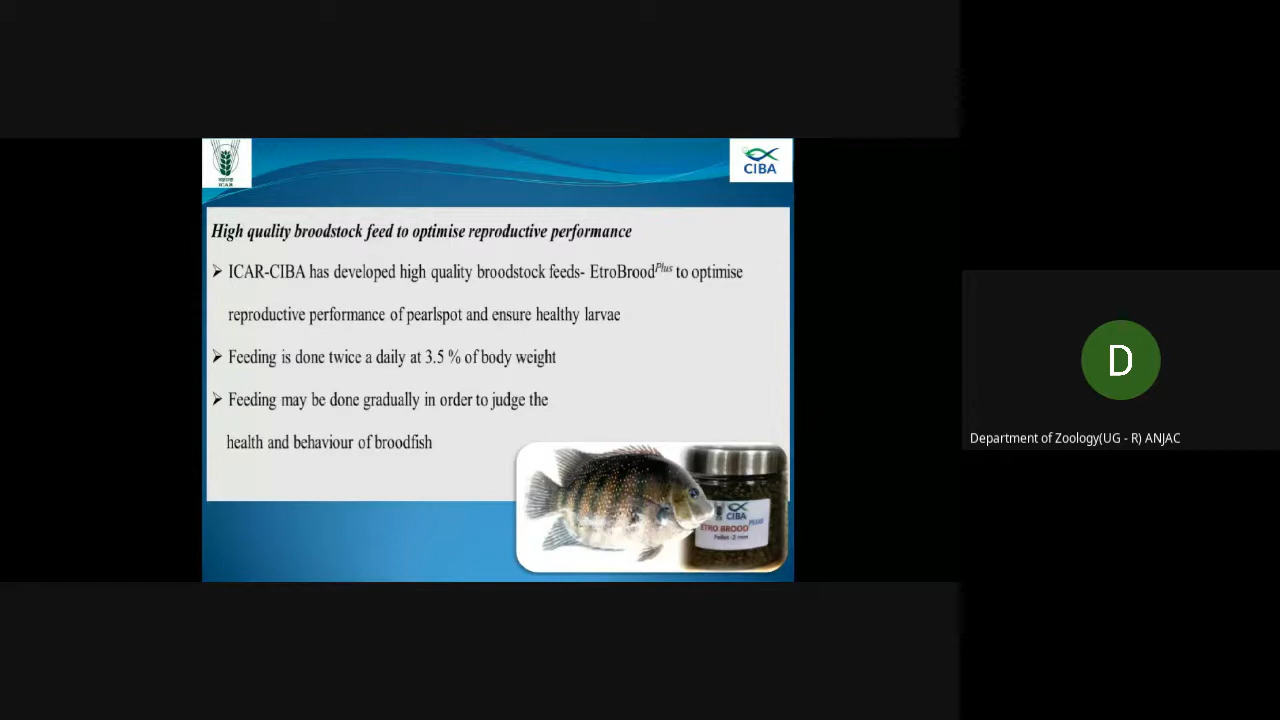 ICAR
CIBA
High quality broodstock feed to optimise reproductive performance
➢ ICAR-CIBA has developed high quality broodstock feeds- EtroBroodPlus to optimise
reproductive performance of pearlspot and ensure healthy larvae
➢ Feeding is done twice a daily at 3.5 % of body weight
➢ Feeding may be done gradually in order to judge the
health and behaviour of broodfish
CIBA
ETRO BROOD PLUS
Pellet -2 mm
D
Department of Zoology(UG - R) ANJAC